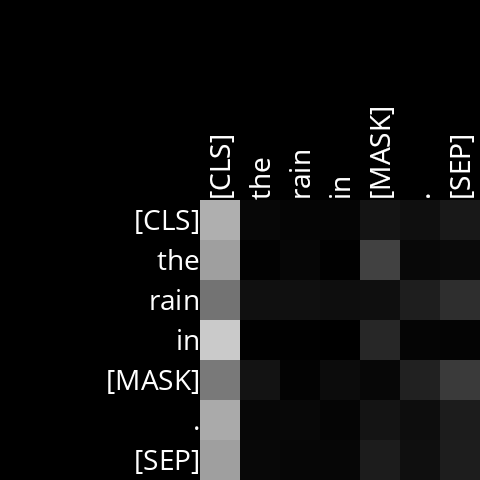 [CLS] the rain in [MASK] . [SEP]
[CLS]
the
rain
in
[MASK]
.
[SEP]